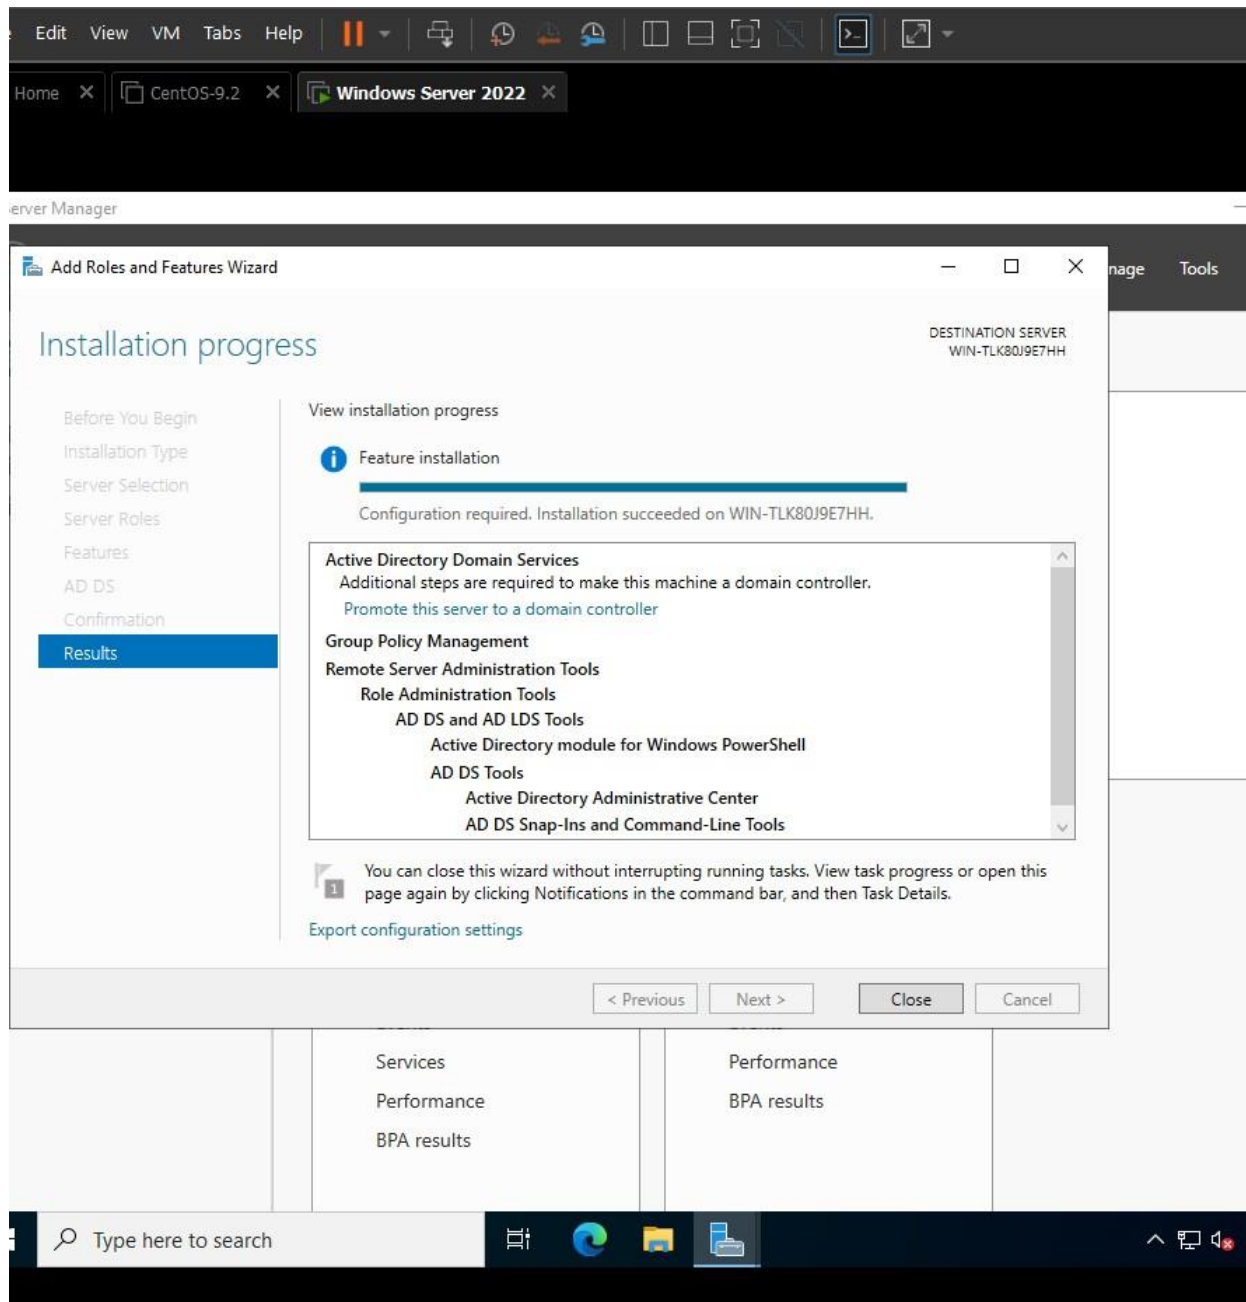 Edit View VM Tabs Help
Home CentOS-9.2 Windows Server 2022
erver Manager
Add Roles and Features Wizard
nage Tools
Installation progress
DESTINATION SERVER
WIN-TLK80J9E7HH
Before You Begin
Installation Type
Server Selection
Server Roles
Features
AD DS
Confirmation
Results
View installation progress
Feature installation
Configuration required. Installation succeeded on WIN-TLK80J9E7HH.
Active Directory Domain Services
Additional steps are required to make this machine a domain controller.
Promote this server to a domain controller
Group Policy Management
Remote Server Administration Tools
Role Administration Tools
AD DS and AD LDS Tools
Active Directory module for Windows PowerShell
AD DS Tools
Active Directory Administrative Center
AD DS Snap-Ins and Command-Line Tools
1
You can close this wizard without interrupting running tasks. View task progress or open this
page again by clicking Notifications in the command bar, and then Task Details.
Export configuration settings
< Previous Next > Close Cancel
Services
Performance
BPA results
Performance
BPA results
Type here to search